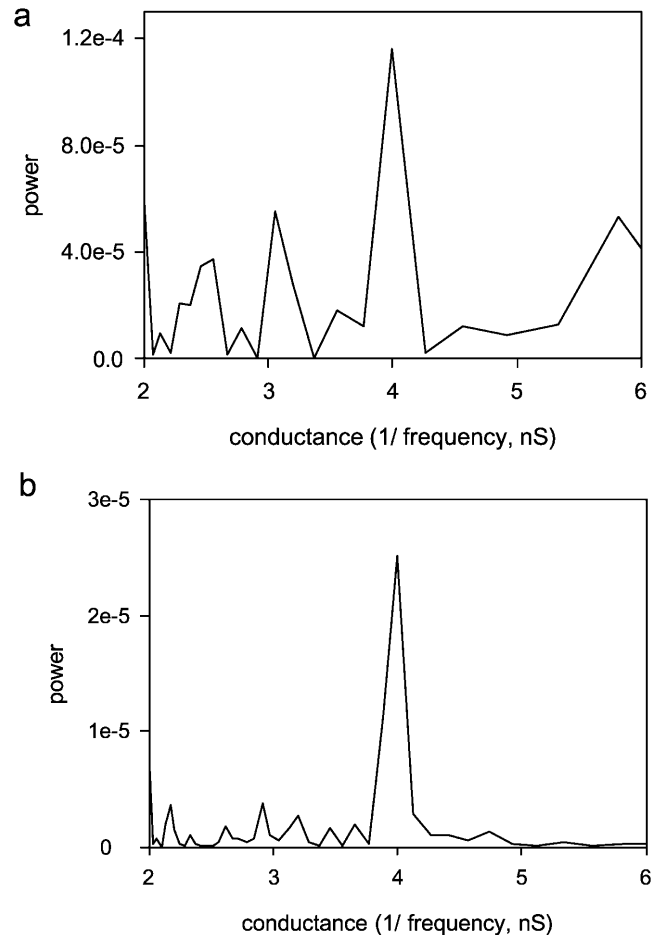 a
1.2e-4
8.0e-5
4.0e-5
0.0
power
2 3 4 5 6
conductance (1/ frequency, nS)
b
3e-5
2e-5
1e-5
0
power
2 3 4 5 6
conductance (1/ frequency, nS)